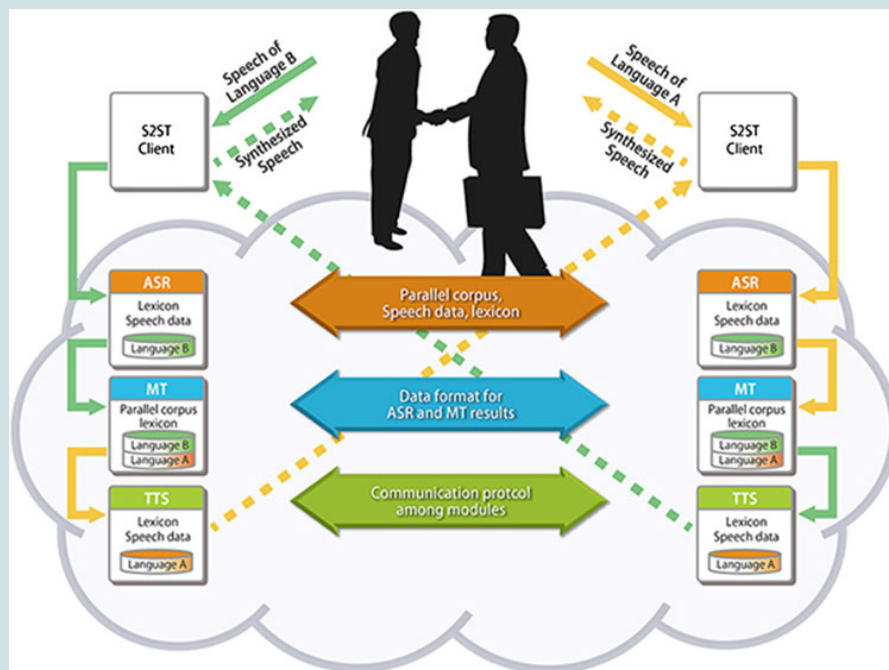 Speech of
Language B
Synthesized
Speech
S2ST
Client
Speech of
Language A
Synthesized
Speech
S2ST
Client
ASR
Lexicon
Speech data
Language B
MT
Parallel corpus
lexicon
Language B
Language A
TTS
Lexicon
Speech data
Language A
Parallel corpus,
Speech data, lexicon
Data format for
ASR and MT results
Communication protcol
among modules
ASR
Lexicon
Speech data
Language B
MT
Parallel corpus
lexicon
Language B
Language A
TTS
Lexicon
Speech data
Language A